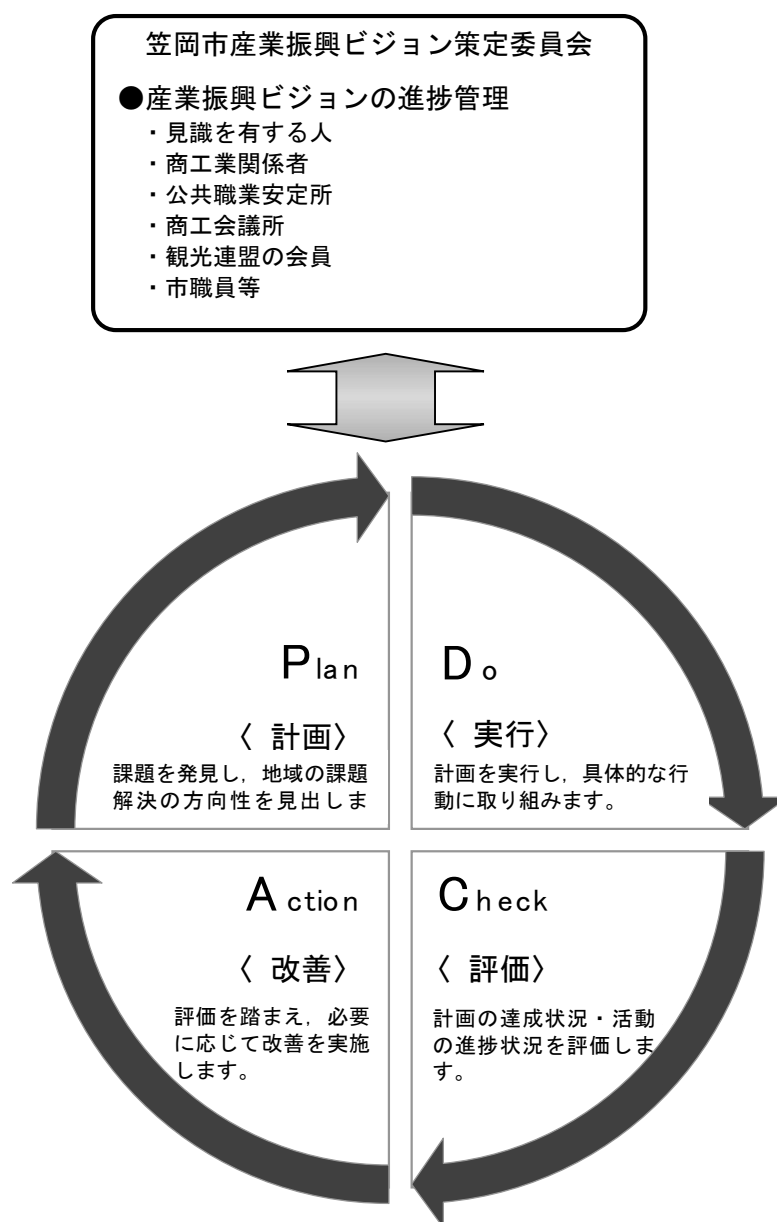 笠岡市産業振興ビジョン策定委員会
●産業振興ビジョンの進捗管理
・見識を有する人
・商工業関係者
・公共職業安定所
・商工会議所
・観光連盟の会員
・市職員等
Plan
〈 計画〉
課題を発見し，地域の課題
解決の方向性を見出しま
Do
〈 実行〉
計画を実行し，具体的な行
動に取り組みます。
Action
〈 改善〉
評価を踏まえ，必要
に応じて改善を実施
します。
Check
〈 評価〉
計画の達成状況・活動
の進捗状況を評価しま
す。